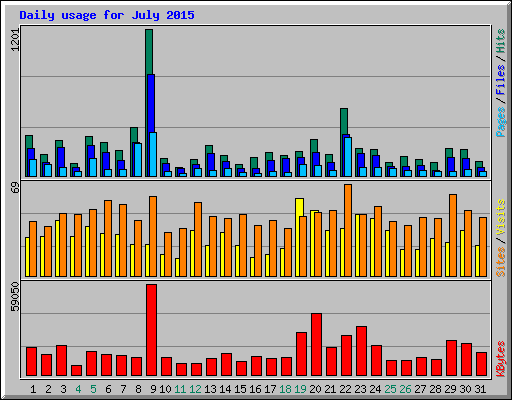 Daily usage for July 2015
1201
Pages / Files / Hits
69
Sites / Visits
59050
KBytes
1 2 3 4 5 6 7 8 9 10 11 12 13 14 15 16 17 18 19 20 21 22 23 24 25 26 27 28 29 30 31